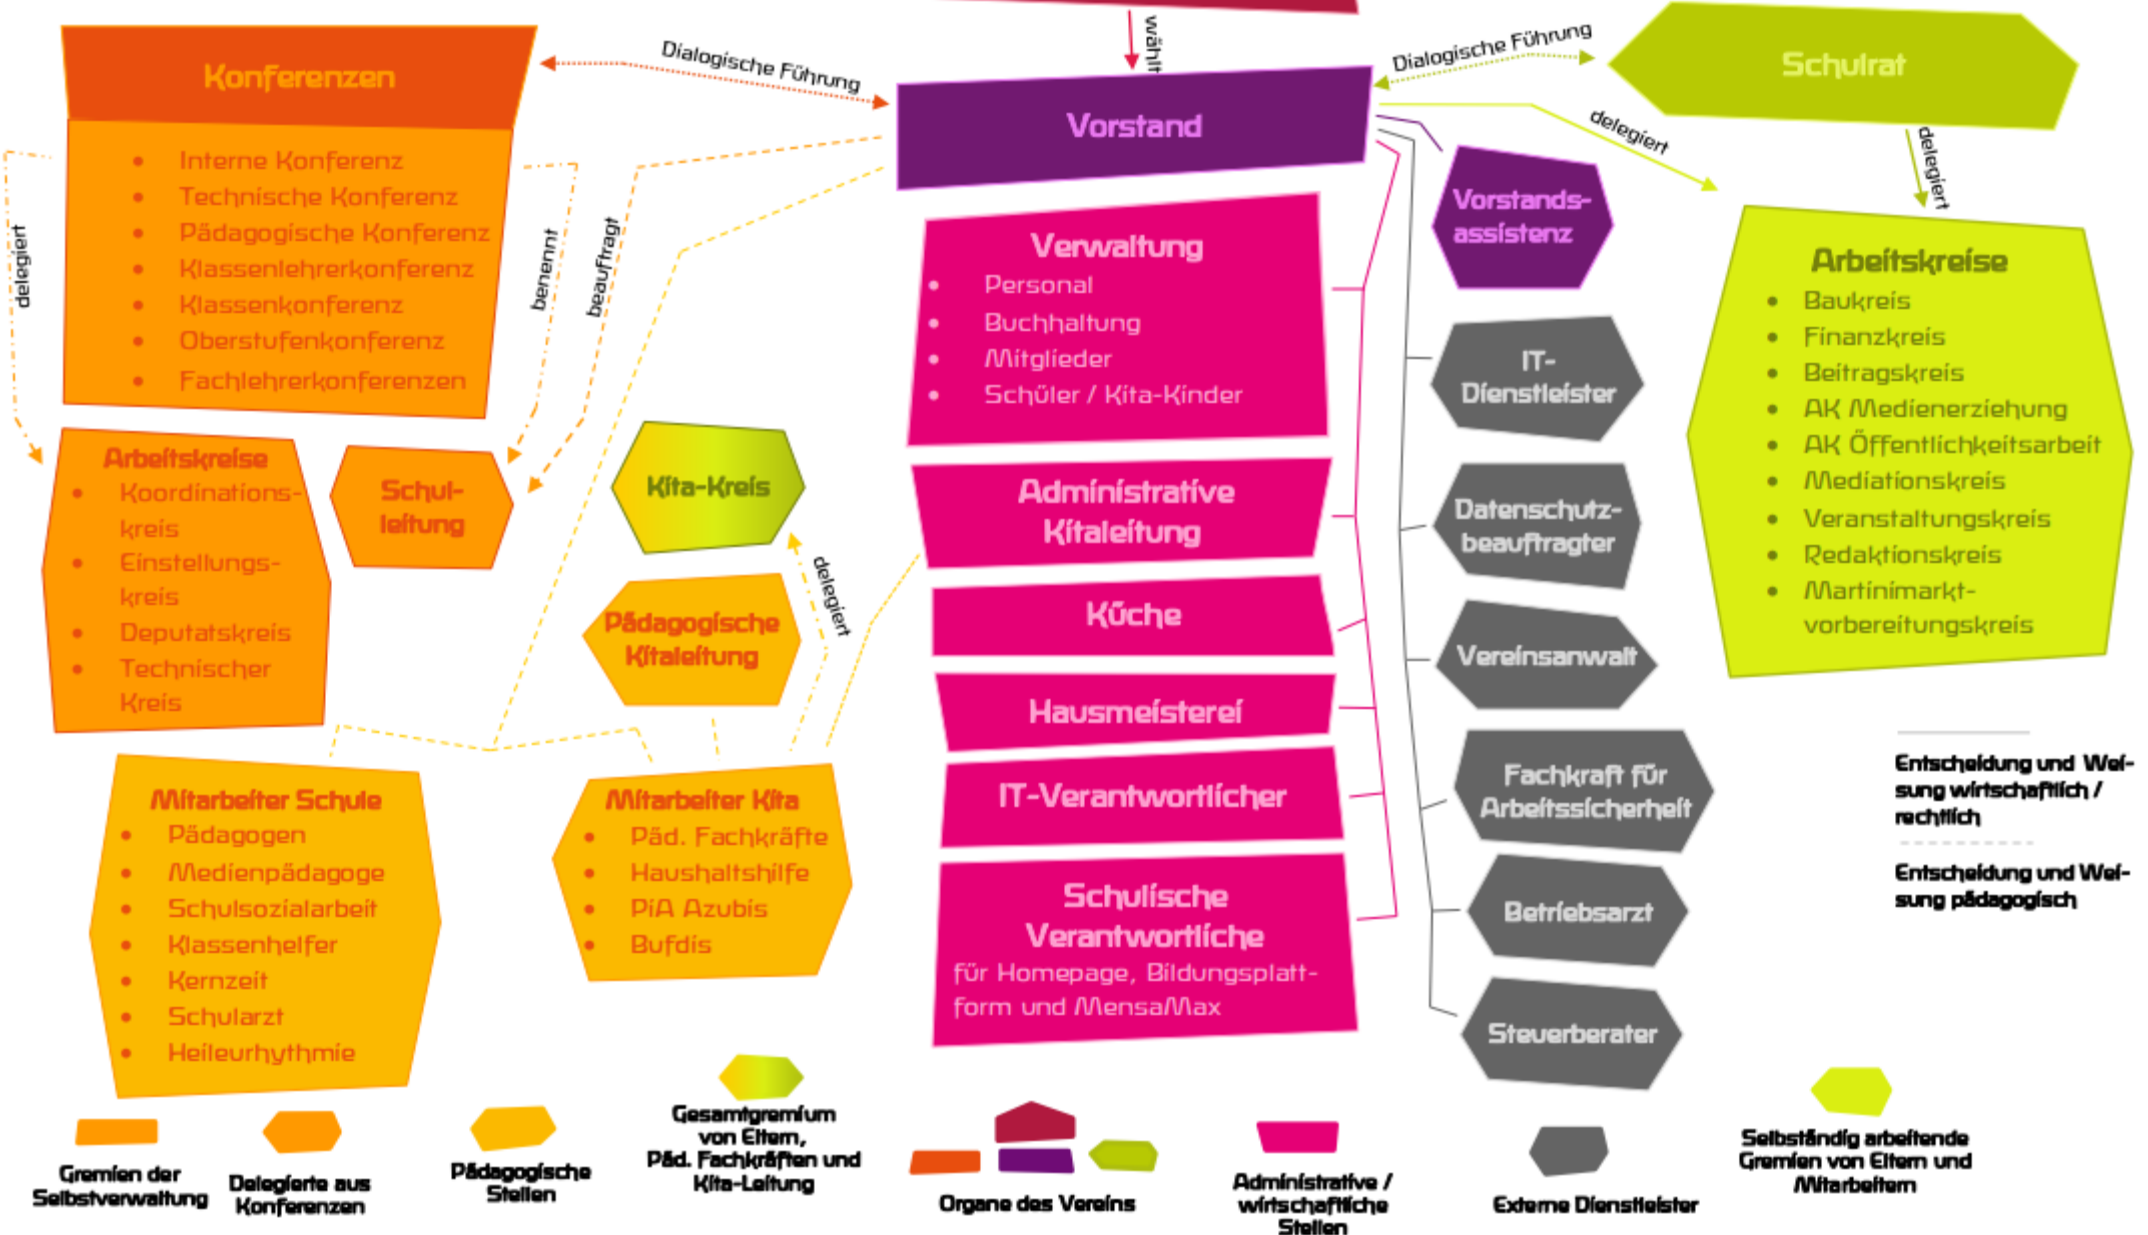 wählt
Konferenzen
Dialogische Führung
Dialogische Führung
Schulrat
Vorstand
delegiert
delegiert
Interne Konferenz
Technische Konferenz
Pädagogische Konferenz
Klassenlehrerkonferenz
Klassenkonferenz
Oberstufenkonferenz
Fachlehrerkonferenzen
delegiert
benennt
beauftragt
Arbeitskreise
Koordinations-
kreis
Einstellungs-
kreis
Deputatskreis
Technischer
Kreis
Schul-
leitung
Kita-Kreis
delegiert
Pädagogische
Kitaleitung
Mitarbeiter Schule
Pädagogen
Medienpädagoge
Schulsozialarbeit
Klassenhelfer
Kernzeit
Schularzt
Heileurhythmie
Mitarbeiter Kita
Päd. Fachkräfte
Haushaltshilfe
PiA Azubis
Bufdis
Verwaltung
Personal
Buchhaltung
Mitglieder
Schüler / Kita-Kinder
Administrative
Kitaleitung
Küche
Hausmeisterei
IT-Verantwortlicher
Schulische
Verantwortliche
für Homepage, Bildungsplatt-
form und MensaMax
Vorstands-
assistenz
IT-
Dienstleister
Datenschutz-
beauftragter
Vereinsanwalt
Fachkraft für
Arbeitssicherheit
Betriebsarzt
Steuerberater
Arbeitskreise
Baukreis
Finanzkreis
Beitragskreis
AK Medienerziehung
AK Öffentlichkeitsarbeit
Mediationskreis
Veranstaltungskreis
Redaktionskreis
Martinimarkt-
vorbereitungskreis
Entscheidung und Wei-
sung wirtschaftlich /
rechtlich
Entscheidung und Wei-
sung pädagogisch
Gremien der
Selbstverwaltung
Delegierte aus
Konferenzen
Pädagogische
Stellen
Gesamtgremium
von Eltern,
Päd. Fachkräften und
Kita-Leitung
Organe des Vereins
Administrative /
wirtschaftliche
Stellen
Externe Dienstleister
Selbständig arbeitende
Gremien von Eltern und
Mitarbeitern